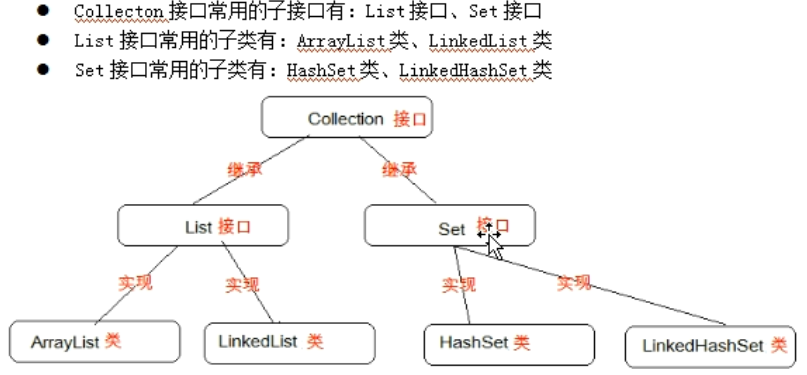 ● Collecton 接口常用的子接口有：List 接口、Set 接口
● List 接口常用的子类有：ArrayList 类、LinkedList 类
● Set 接口常用的子类有：HashSet 类、LinkedHashSet 类
Collection 接口
继承 继承
List 接口 Set 接口
实现 实现 实现 实现
ArrayList 类 LinkedList 类 HashSet 类 LinkedHashSet 类